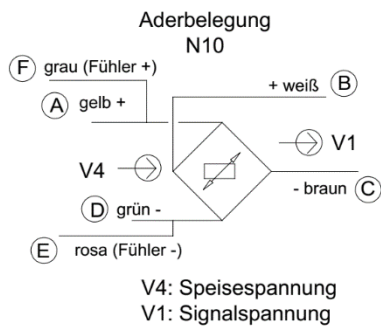 Aderbelegung
N10
F grau (Fühler +)
B + weiß
A gelb +
V1
V4
- braun C
D grün -
E rosa (Fühler -)
V4: Speisespannung
V1: Signalspannung